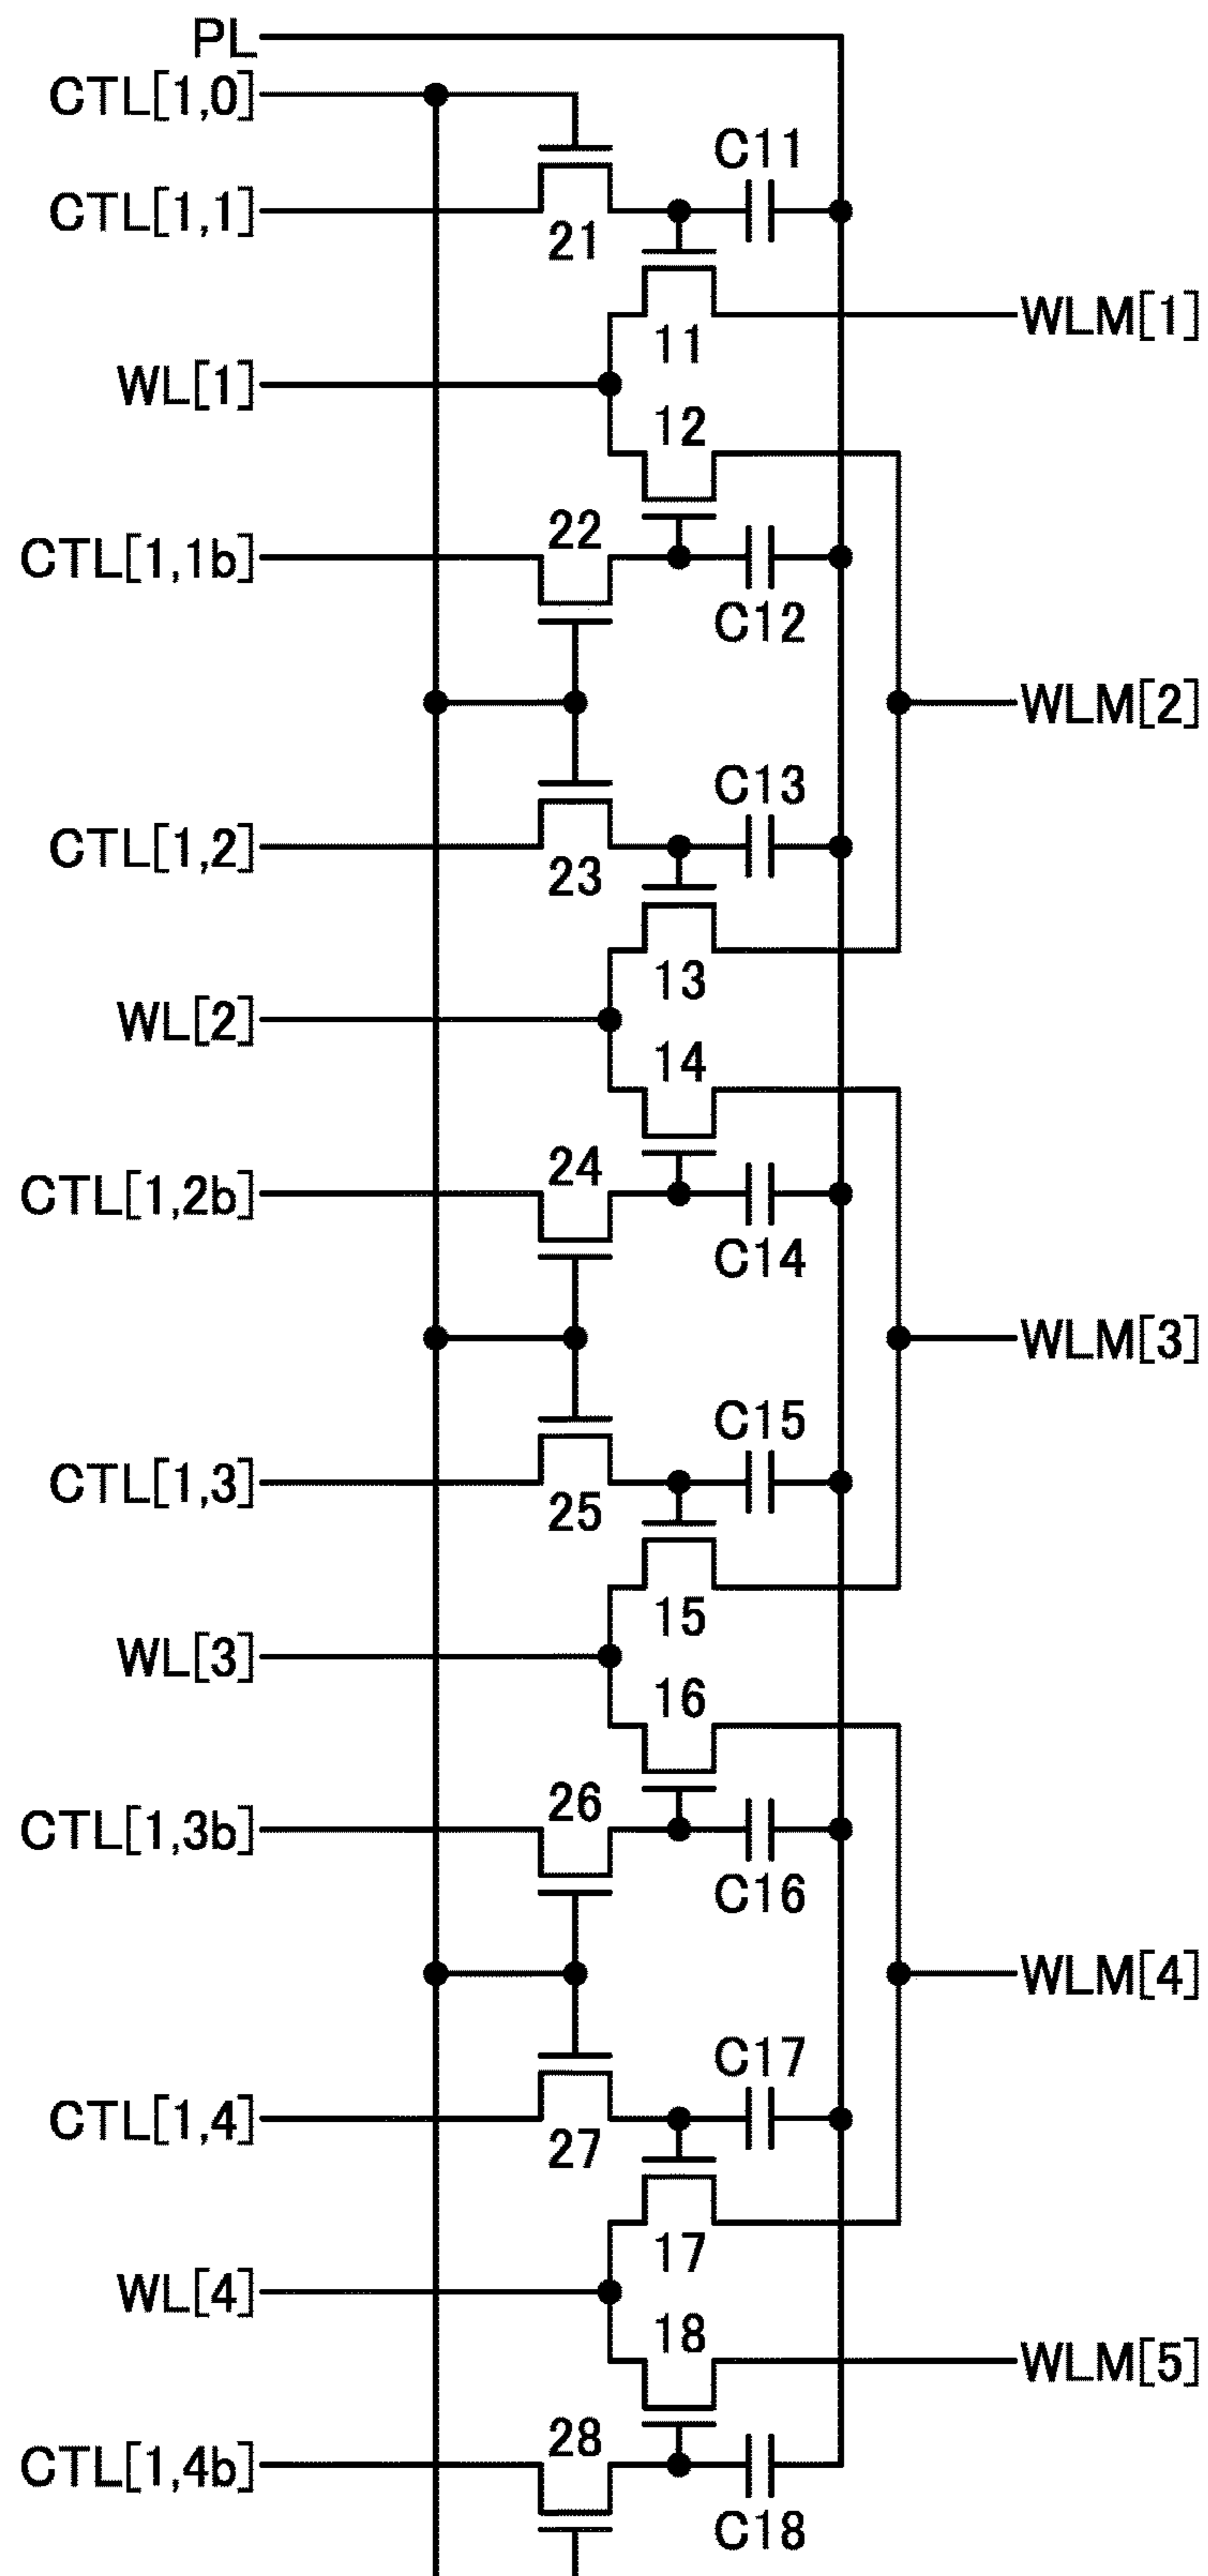 PL
CTL[1,0]
C11
CTL[1,1]
21
WLM[1]
11
WL[1]
12
22
CTL[1,1b]
C12
WLM[2]
C13
CTL[1,2]
23
13
WL[2]
14
24
CTL[1,2b]
C14
WLM[3]
C15
CTL[1,3]
25
15
WL[3]
16
26
CTL[1,3b]
C16
WLM[4]
C17
CTL[1,4]
27
17
WL[4]
18
WLM[5]
28
CTL[1,4b]
C18